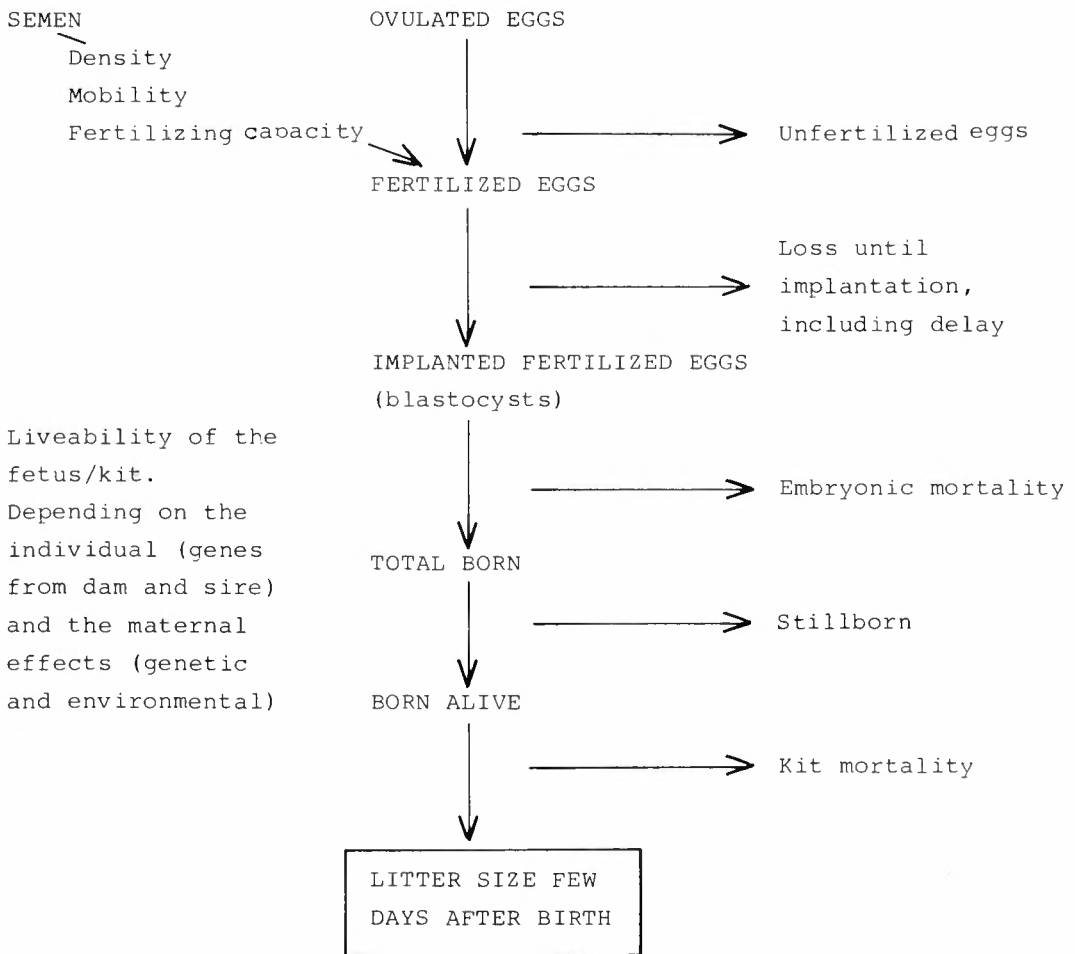 SEMEN
Density
Mobility
Fertilizing capacity
OVULATED EGGS
Unfertilized eggs
FERTILIZED EGGS
Loss until
implantation,
including delay
IMPLANTED FERTILIZED EGGS
(blastocysts)
Liveability of the
fetus/kit.
Depending on the
individual (genes
from dam and sire)
and the maternal
effects (genetic
and environmental)
Embryonic mortality
TOTAL BORN
Stillborn
BORN ALIVE
Kit mortality
LITTER SIZE FEW
DAYS AFTER BIRTH